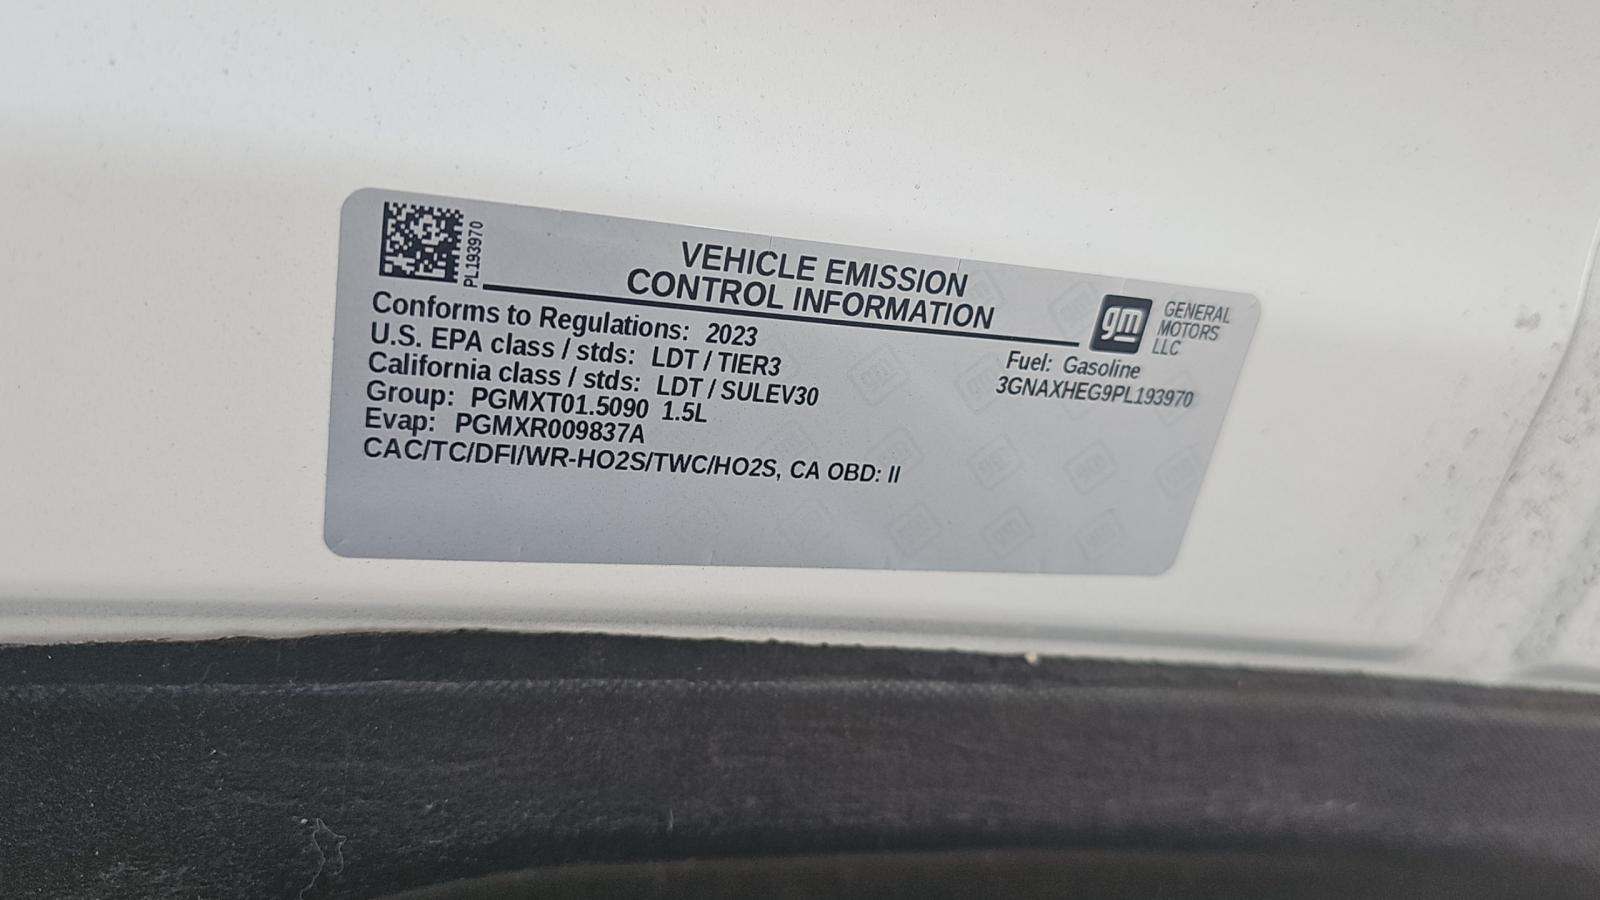 PL193970
VEHICLE EMISSION
CONTROL INFORMATION
gm
GENERAL
MOTORS
LLC
Conforms to Regulations: 2023
U.S. EPA class / stds: LDT / TIER3
California class / stds: LDT / SULEV30
Group: PGMXT01.5090 1.5L
Evap: PGMXR009837A
CAC/TC/DFI/WR-HO2S/TWC/HO2S, CA OBD: II
Fuel: Gasoline
3GNAXHEG9PL193970